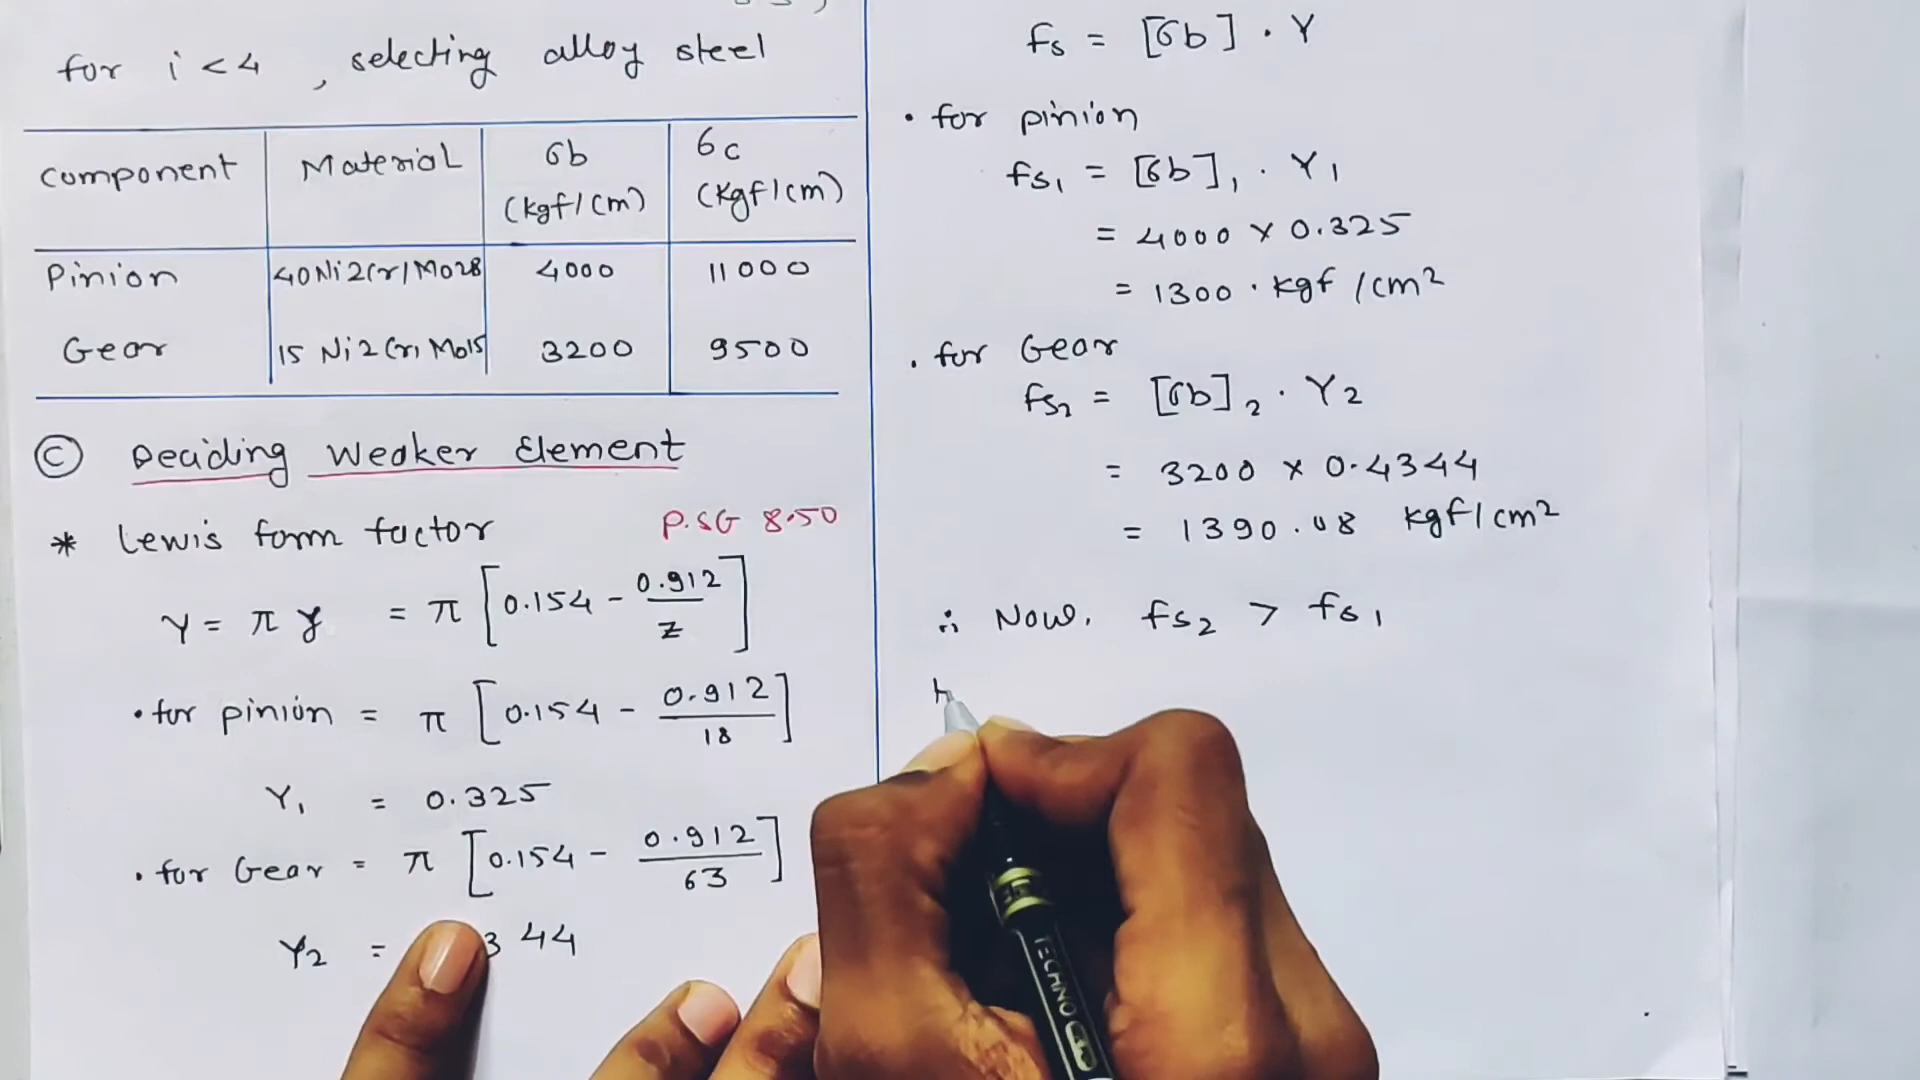 for i < 4 , selecting alloy steel
Component Material σb (kgf/cm) σc (kgf/cm)
Pinion 40Ni2Cr1Mo28 4000 11000
Gear 15 Ni2Cr1Mo15 3200 9500
Ⓒ Deciding Weaker Element
* Lewis form factor P.SG 8.50
Y = π y = π [0.154 - 0.912/z]
• for pinion = π [0.154 - 0.912/18]
Y1 = 0.325
• for Gear = π [0.154 - 0.912/63]
Y2 = 344
fs = [σb] . Y
• for pinion
fs1 = [σb]1 . Y1
= 4000 x 0.325
= 1300 . kgf /cm²
. for Gear
fs2 = [σb]2 . Y2
= 3200 x 0.4344
= 1390.08 kgf/cm²
∴ Now, fs2 > fs1
TECHNO